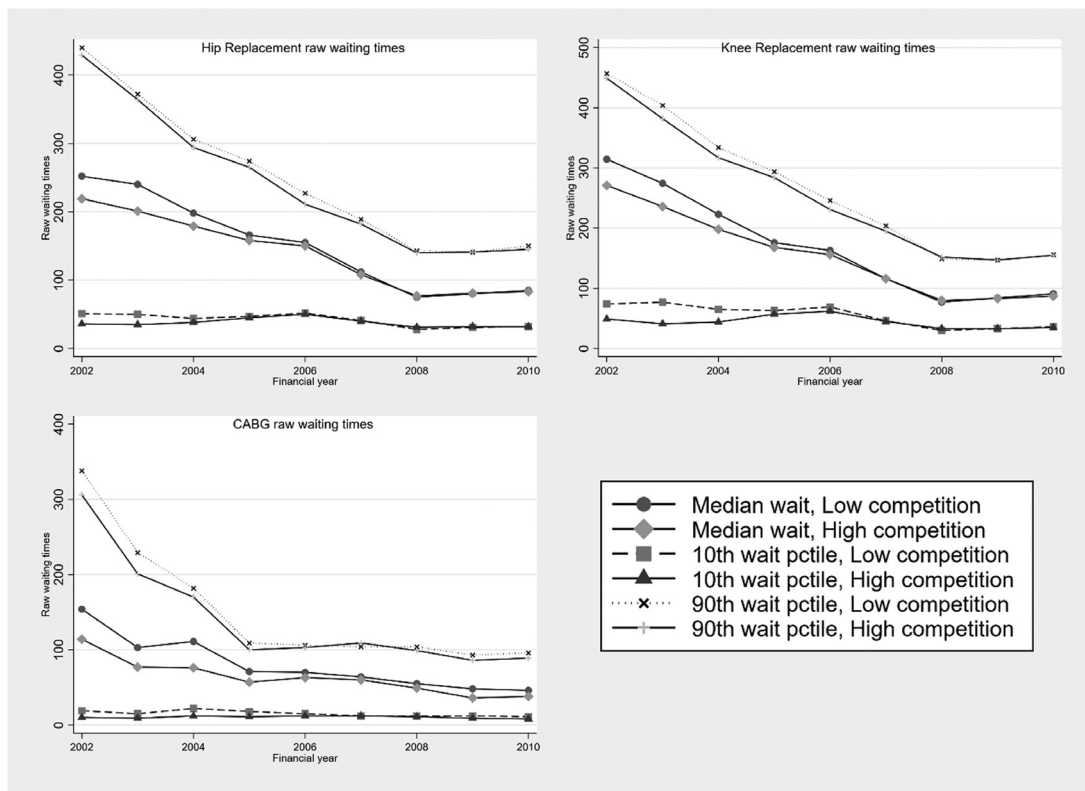 Hip Replacement raw waiting times
Raw waiting times
400
300
200
100
0
2002 2004 2006 2008 2010
Financial year
Knee Replacement raw waiting times
Raw waiting times
500
400
300
200
100
0
2002 2004 2006 2008 2010
Financial year
CABG raw waiting times
Raw waiting times
400
300
200
100
0
2002 2004 2006 2008 2010
Financial year
Median wait, Low competition
Median wait, High competition
10th wait pctile, Low competition
10th wait pctile, High competition
90th wait pctile, Low competition
90th wait pctile, High competition